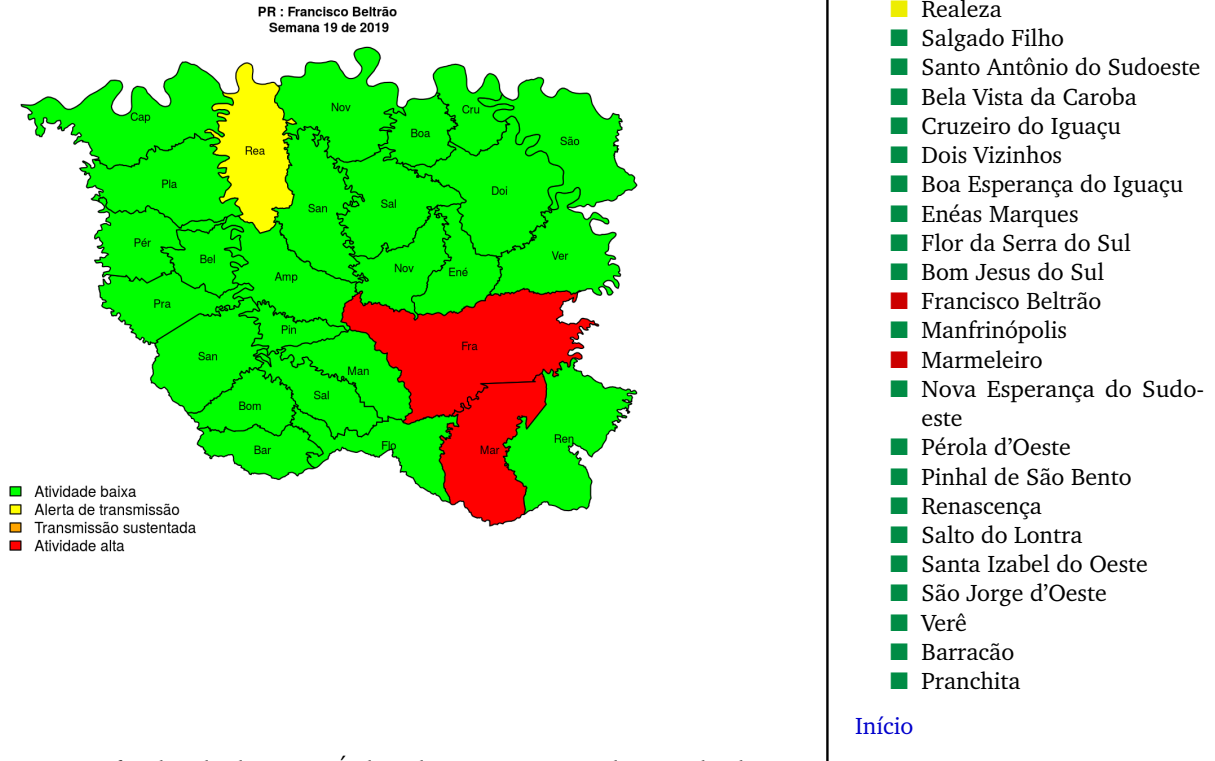 PR : Francisco Beltrão
Semana 19 de 2019
Cap
Rea
Nov
Boa
Cru
São
Pla
San
Sal
Doi
Pér
Bel
Amp
Nov
Ené
Ver
Pra
Pin
San
Man
Fra
Bom
Sal
Bar
Flo
Mar
Ren
Atividade baixa
Alerta de transmissão
Transmissão sustentada
Atividade alta
Realeza
Salgado Filho
Santo Antônio do Sudoeste
Bela Vista da Caroba
Cruzeiro do Iguaçu
Dois Vizinhos
Boa Esperança do Iguaçu
Enéas Marques
Flor da Serra do Sul
Bom Jesus do Sul
Francisco Beltrão
Manfrinópolis
Marmeleiro
Nova Esperança do Sudo-
este
Pérola d'Oeste
Pinhal de São Bento
Renascença
Salto do Lontra
Santa Izabel do Oeste
São Jorge d'Oeste
Verê
Barracão
Pranchita
Início